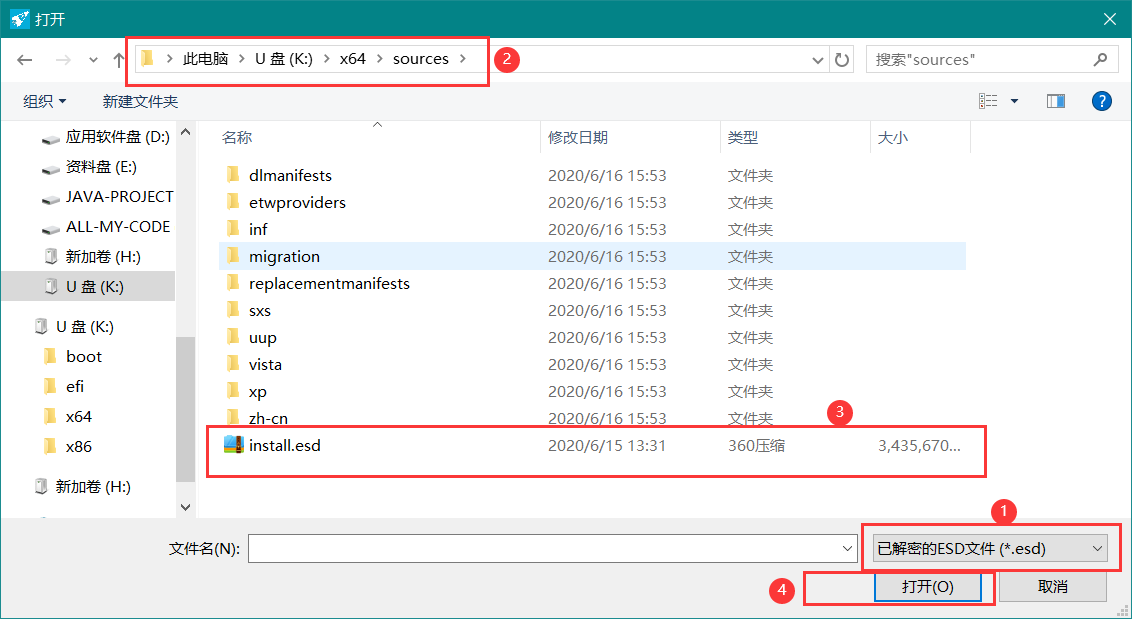 打开
此电脑 > U 盘 (K:) > x64 > sources >
2
搜索"sources"
组织
新建文件夹
?
应用软件盘 (D:)
资料盘 (E:)
JAVA-PROJECT
ALL-MY-CODE
新加卷 (H:)
U 盘 (K:)
U 盘 (K:)
boot
efi
x64
x86
新加卷 (H:)
名称 修改日期 类型 大小
dlmanifests 2020/6/16 15:53 文件夹
etwproviders 2020/6/16 15:53 文件夹
inf 2020/6/16 15:53 文件夹
migration 2020/6/16 15:53 文件夹
replacementmanifests 2020/6/16 15:53 文件夹
sxs 2020/6/16 15:53 文件夹
uup 2020/6/16 15:53 文件夹
vista 2020/6/16 15:53 文件夹
xp 2020/6/16 15:53 文件夹
zh-cn 2020/6/16 15:53 文件夹
3
install.esd 2020/6/15 13:31 360压缩 3,435,670...
1
文件名(N):
已解密的ESD文件 (*.esd)
4
打开(O)
取消